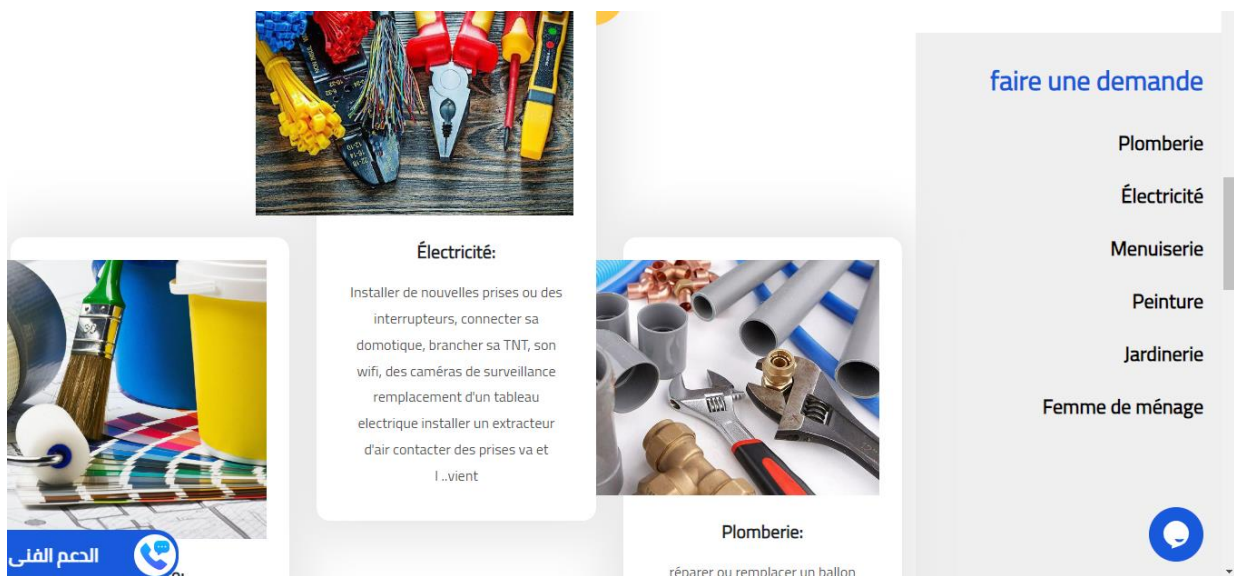 faire une demande
Plomberie
Électricité
Menuiserie
Peinture
Jardinerie
Femme de ménage
Électricité:
Installer de nouvelles prises ou des
interrupteurs, connecter sa
domotique, brancher sa TNT, son
wifi, des caméras de surveillance
remplacement d'un tableau
electrique installer un extracteur
d'air contacter des prises va et
l ..vient
Plomberie:
réparer ou remplacer un ballon
الدعم الفنى